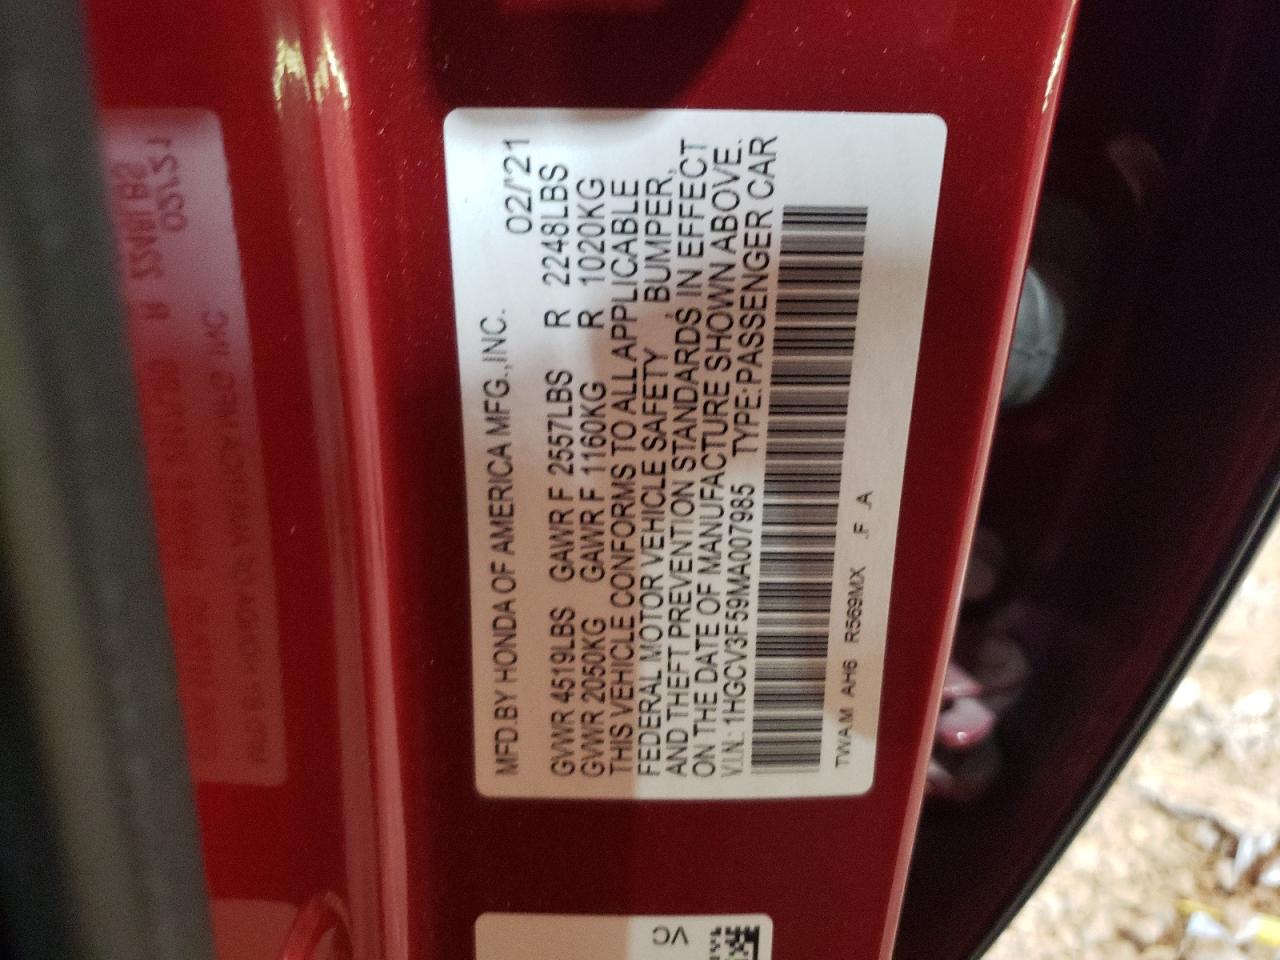 MFD.BY HONDA OF AMERICA MFG.,INC. 02/'21
GVWR 4519LBS GAWR F 2557LBS R 2248LBS
GVWR 2050KG GAWR F 1160KG R 1020KG
THIS VEHICLE CONFORMS TO ALL APPLICABLE
FEDERAL MOTOR VEHICLE SAFETY, BUMPER,
AND THEFT PREVENTION STANDARDS IN EFFECT
ON THE DATE OF MANUFACTURE SHOWN ABOVE.
V.I.N.: 1HGCV3F59MA007985 TYPE:PASSENGER CAR
TWAM AH6 R569MX .F .A
VC